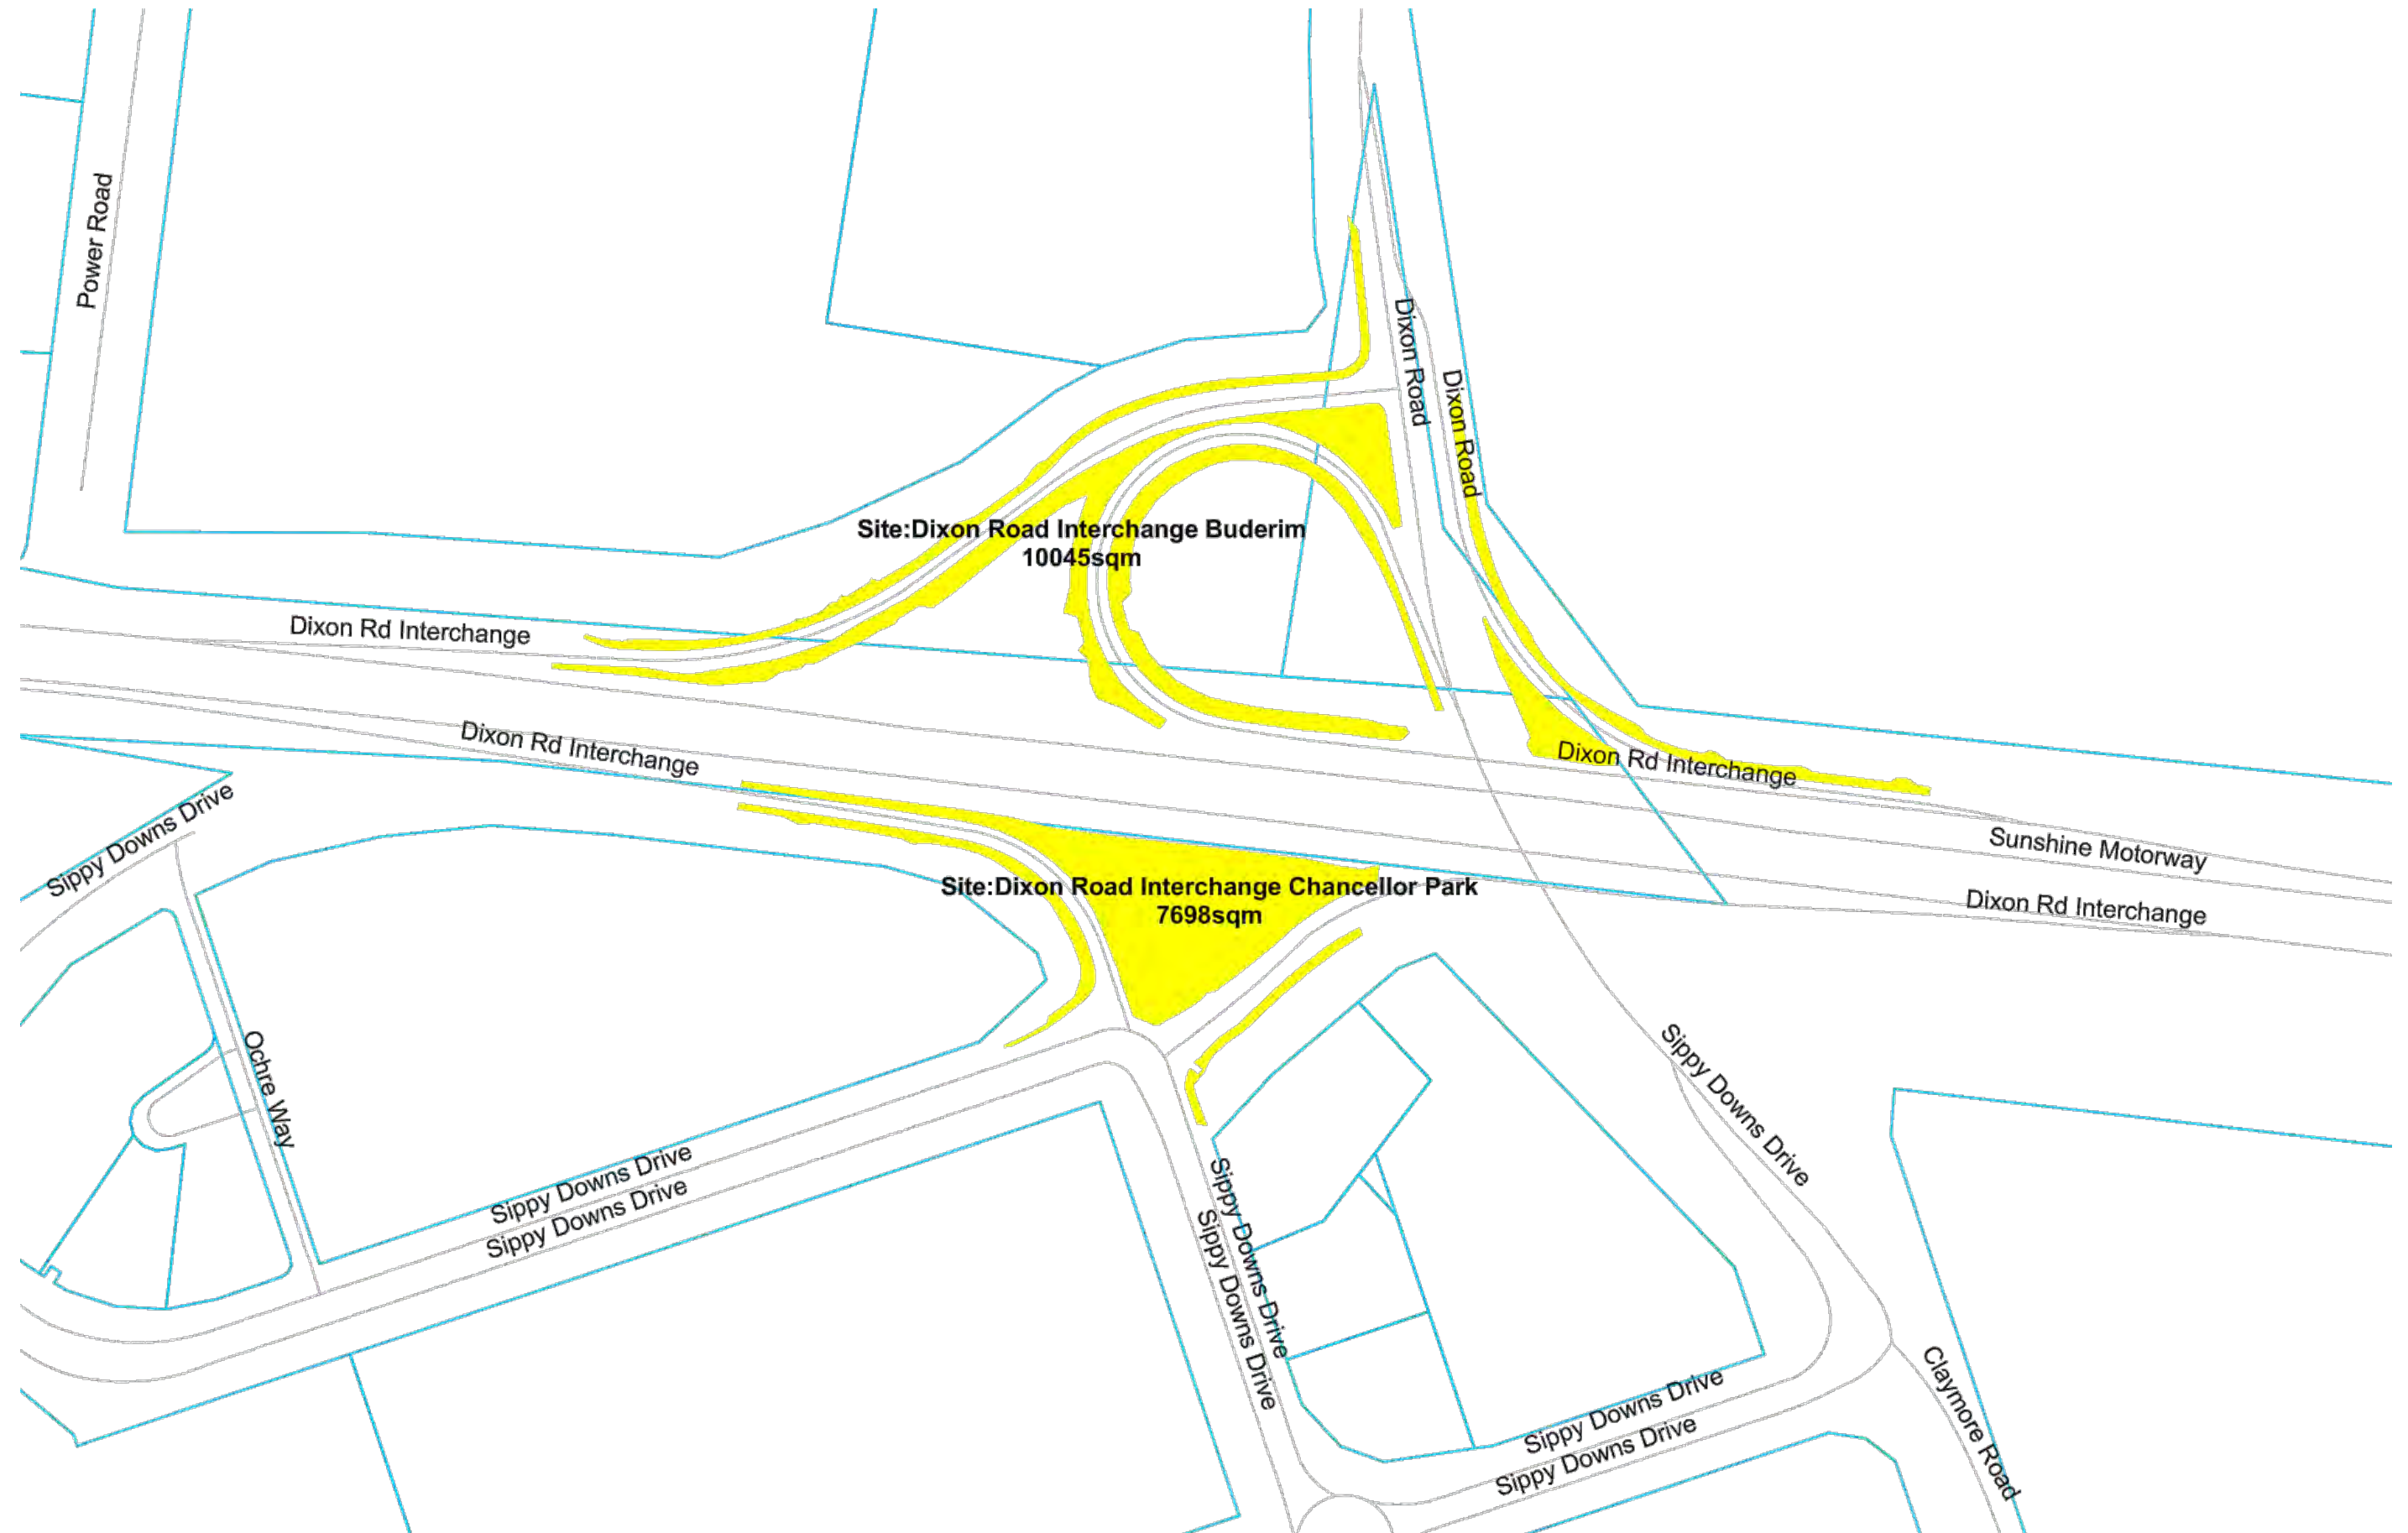 Power Road
Dixon Road
Dixon Road
Site:Dixon Road Interchange Buderim
10045sqm
Dixon Rd Interchange
Dixon Rd Interchange
Dixon Rd Interchange
Sippy Downs Drive
Sunshine Motorway
Site:Dixon Road Interchange Chancellor Park
7698sqm
Dixon Rd Interchange
Ochre Way
Sippy Downs Drive
Sippy Downs Drive
Sippy Downs Drive
Sippy Downs Drive
Sippy Downs Drive
Claymore Road
Sippy Downs Drive
Sippy Downs Drive